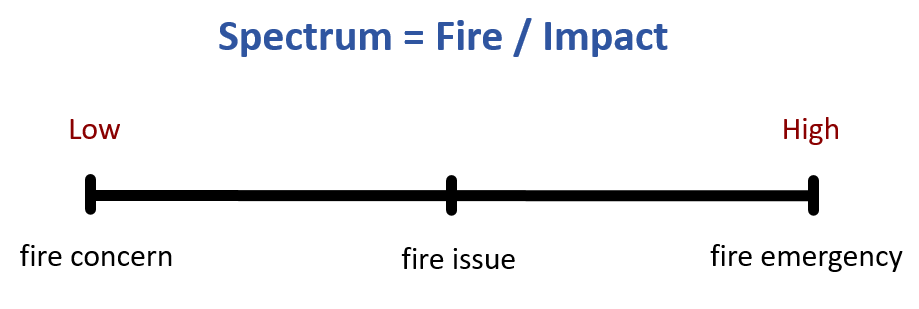 Spectrum = Fire / Impact
Low High
fire concern fire issue fire emergency